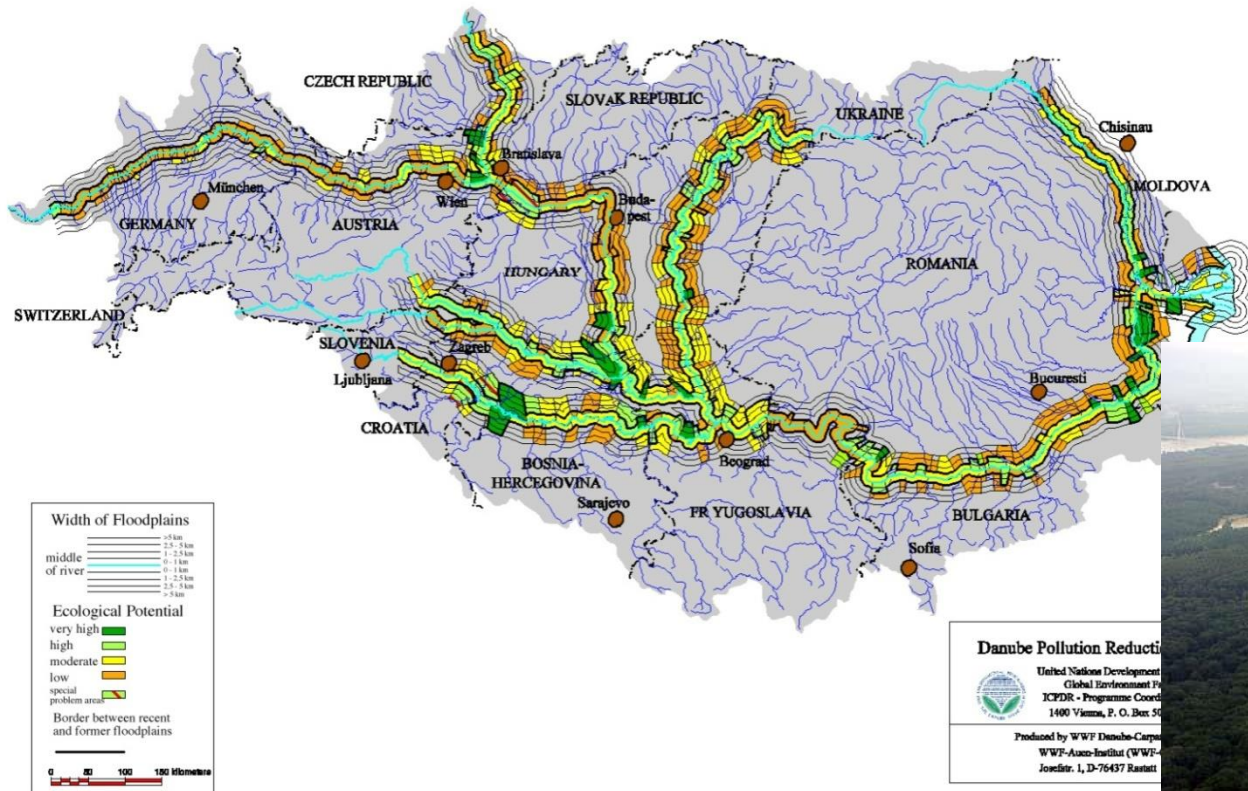 CZECH REPUBLIC
SLOVAK REPUBLIC
UKRAINE
Chisinau
MOLDOVA
Bratislava
München
Wien
Buda-
pest
GERMANY
AUSTRIA
HUNGARY
ROMANIA
SWITZERLAND
SLOVENIA
Zagreb
Ljubljana
Bucuresti
CROATIA
Beograd
BOSNIA-
HERCEGOVINA
Sarajevo
FR YUGOSLAVIA
BULGARIA
Sofia
Width of Floodplains
middle
of river
>5 km
2,5 - 5 km
1 - 2,5 km
0 - 1 km
0 - 1 km
1 - 2,5 km
2,5 - 5 km
> 5 km
Ecological Potential
very high
high
moderate
low
special
problem areas
Border between recent
and former floodplains
0 50 100 150 kilometers
Danube Pollution Reducti
United Nations Development
Global Environment Fa
ICPDR - Programme Coordi
1400 Vienna, P. O. Box 50
Produced by WWF Danube-Carpa
WWF-Auen-Institut (WWF-
Josefstr. 1, D-76437 Rastatt